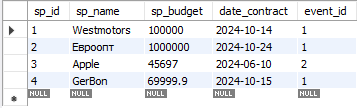 sp_id sp_name sp_budget date_contract event_id
1 Westmotors 100000 2024-10-14 1
2 Евроопт 1000000 2024-10-24 1
3 Apple 45697 2024-06-10 2
4 GerBon 69999.9 2024-10-15 1
NULL NULL NULL NULL NULL